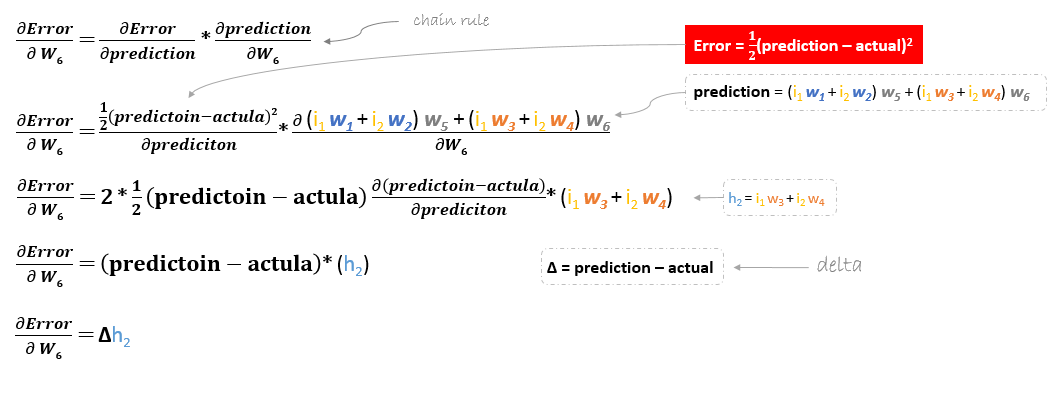 ∂Error/∂ W₆ = ∂Error/∂prediction * ∂prediction/∂W₆
chain rule
Error = ½(prediction – actual)²
prediction = (i₁ w₁ + i₂ w₂) w₅ + (i₁ w₃ + i₂ w₄) w₆
∂Error/∂ W₆ = ½(predictoin−actula)²/∂prediciton * ∂ (i₁ w₁ + i₂ w₂) w₅ + (i₁ w₃ + i₂ w₄) w₆/∂W₆
∂Error/∂ W₆ = 2 * ½ (predictoin − actula) ∂(predictoin−actula)/∂prediciton * (i₁ w₃ + i₂ w₄)
h₂ = i₁ w₃ + i₂ w₄
∂Error/∂ W₆ = (predictoin − actula)* (h₂)
Δ = prediction – actual
delta
∂Error/∂ W₆ = Δh₂